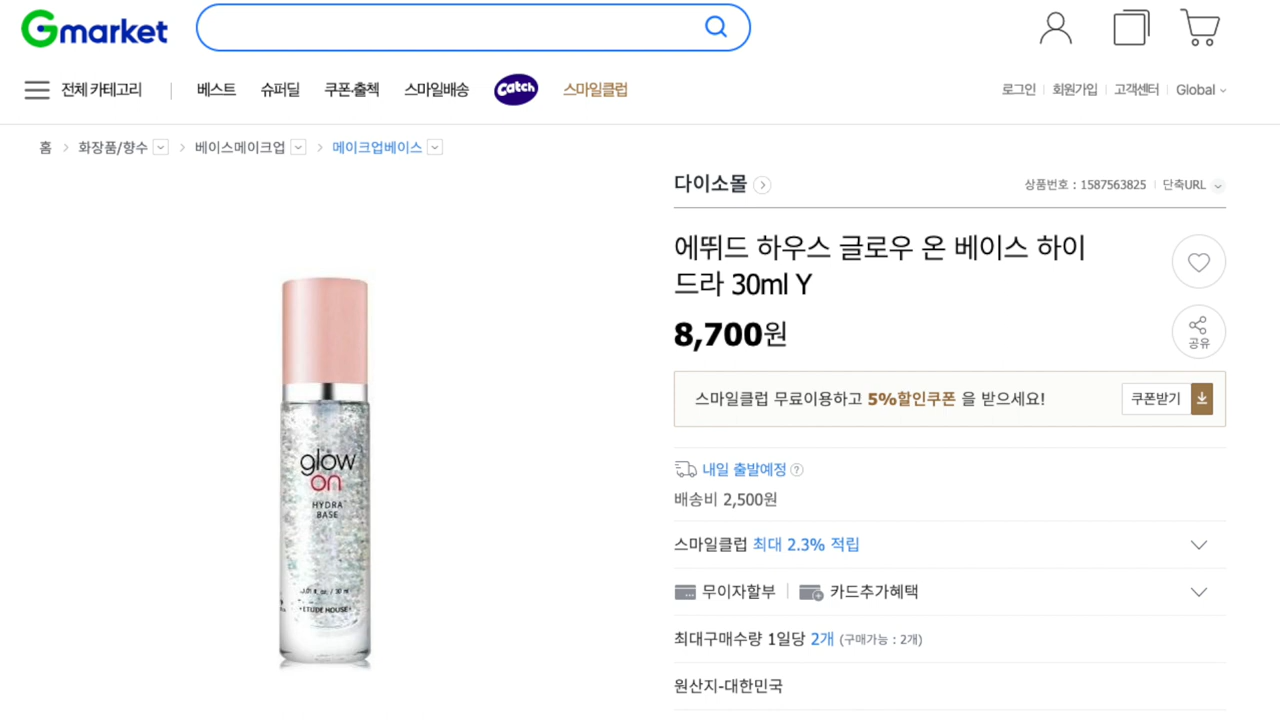 Gmarket
전체 카테고리 베스트 슈퍼딜 쿠폰·출첵 스마일배송 Catch 스마일클럽
로그인 회원가입 고객센터 Global
홈 화장품/향수 베이스메이크업 메이크업베이스
다이소몰
상품번호 : 1587563825 단축URL
에뛰드 하우스 글로우 온 베이스 하이
드라 30ml Y
8,700원
공유
스마일클럽 무료이용하고 5%할인쿠폰 을 받으세요!
쿠폰받기
내일 출발예정 ?
배송비 2,500원
스마일클럽 최대 2.3% 적립
무이자할부 카드추가혜택
최대구매수량 1일당 2개 (구매가능 : 2개)
원산지-대한민국
glow
on
HYDRA
BASE
ETUDE HOUSE